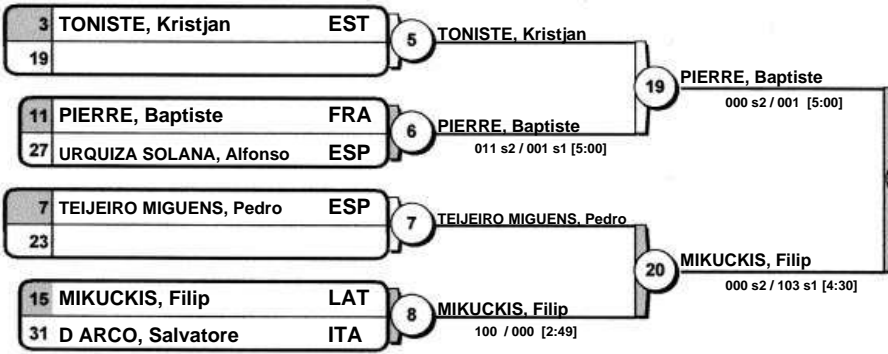 3 TONISTE, Kristjan EST
19
5
TONISTE, Kristjan
11 PIERRE, Baptiste FRA
27 URQUIZA SOLANA, Alfonso ESP
6
PIERRE, Baptiste
011 s2 / 001 s1 [5:00]
19
PIERRE, Baptiste
000 s2 / 001 [5:00]
7 TEIJEIRO MIGUENS, Pedro ESP
23
7
TEIJEIRO MIGUENS, Pedro
15 MIKUCKIS, Filip LAT
31 D ARCO, Salvatore ITA
8
MIKUCKIS, Filip
100 / 000 [2:49]
20
MIKUCKIS, Filip
000 s2 / 103 s1 [4:30]